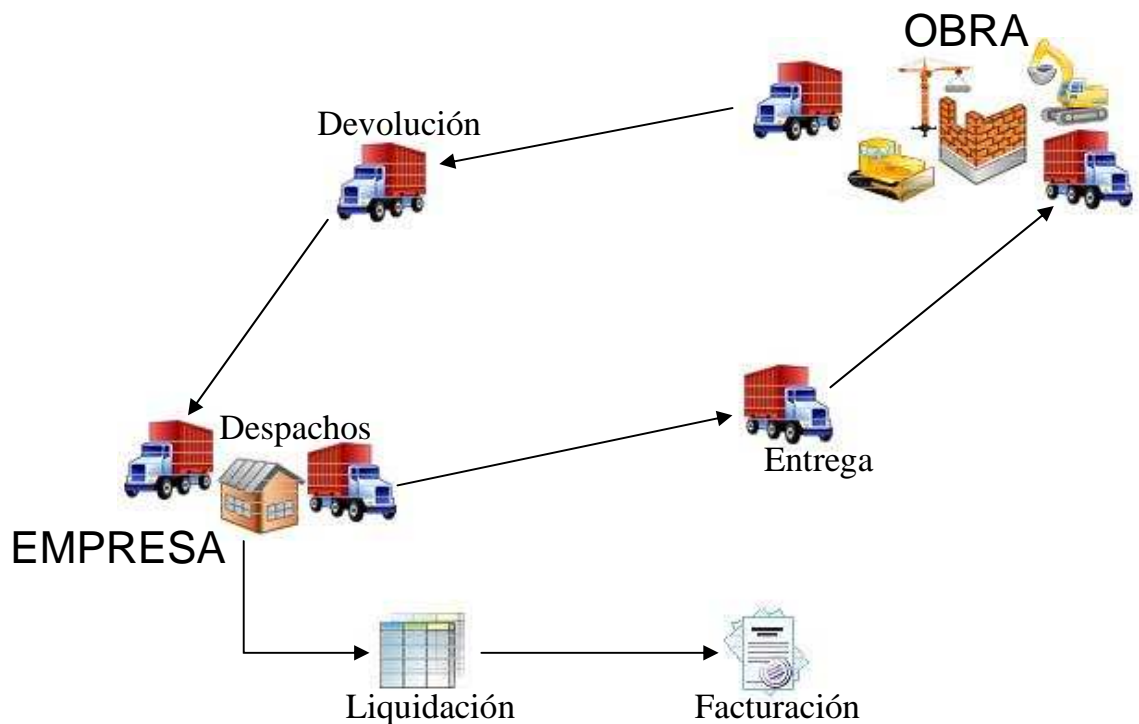 OBRA
Devolución
Despachos
Entrega
EMPRESA
Liquidación
Facturación